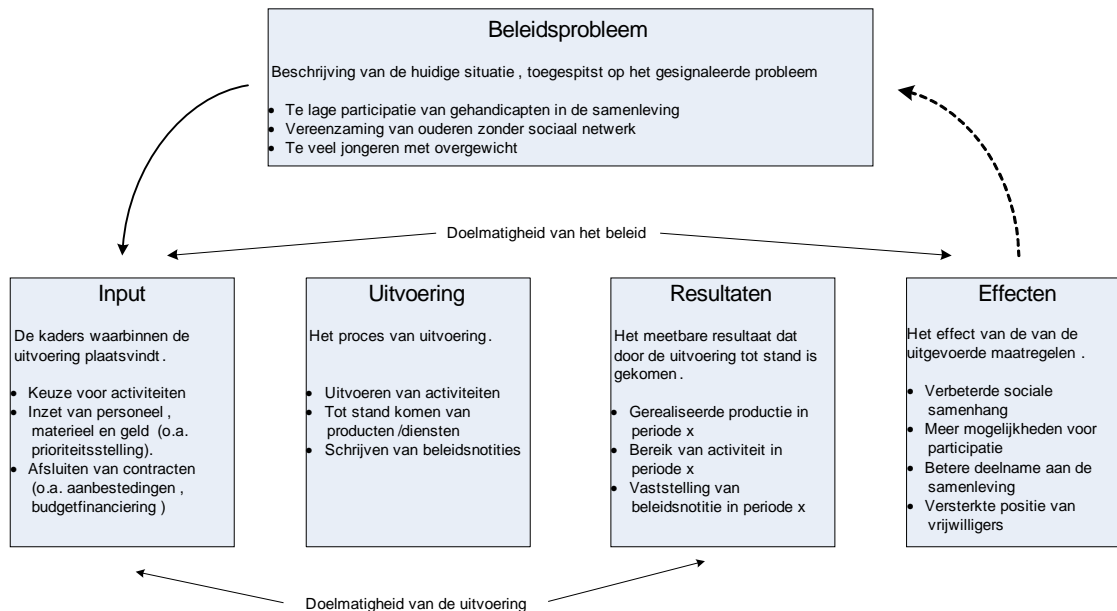 Beleidsprobleem
Beschrijving van de huidige situatie , toegespitst op het gesignaleerde probleem
• Te lage participatie van gehandicapten in de samenleving
• Vereenzaming van ouderen zonder sociaal netwerk
• Te veel jongeren met overgewicht
Doelmatigheid van het beleid
Input
De kaders waarbinnen de
uitvoering plaatsvindt .
• Keuze voor activiteiten
• Inzet van personeel ,
materieel en geld (o.a.
prioriteitsstelling).
• Afsluiten van contracten
(o.a. aanbestedingen ,
budgetfinanciering )
Uitvoering
Het proces van uitvoering .
• Uitvoeren van activiteiten
• Tot stand komen van
producten /diensten
• Schrijven van beleidsnotities
Resultaten
Het meetbare resultaat dat
door de uitvoering tot stand is
gekomen .
• Gerealiseerde productie in
periode x
• Bereik van activiteit in
periode x
• Vaststelling van
beleidsnotitie in periode x
Effecten
Het effect van de van de
uitgevoerde maatregelen .
• Verbeterde sociale
samenhang
• Meer mogelijkheden voor
participatie
• Betere deelname aan de
samenleving
• Versterkte positie van
vrijwilligers
Doelmatigheid van de uitvoering